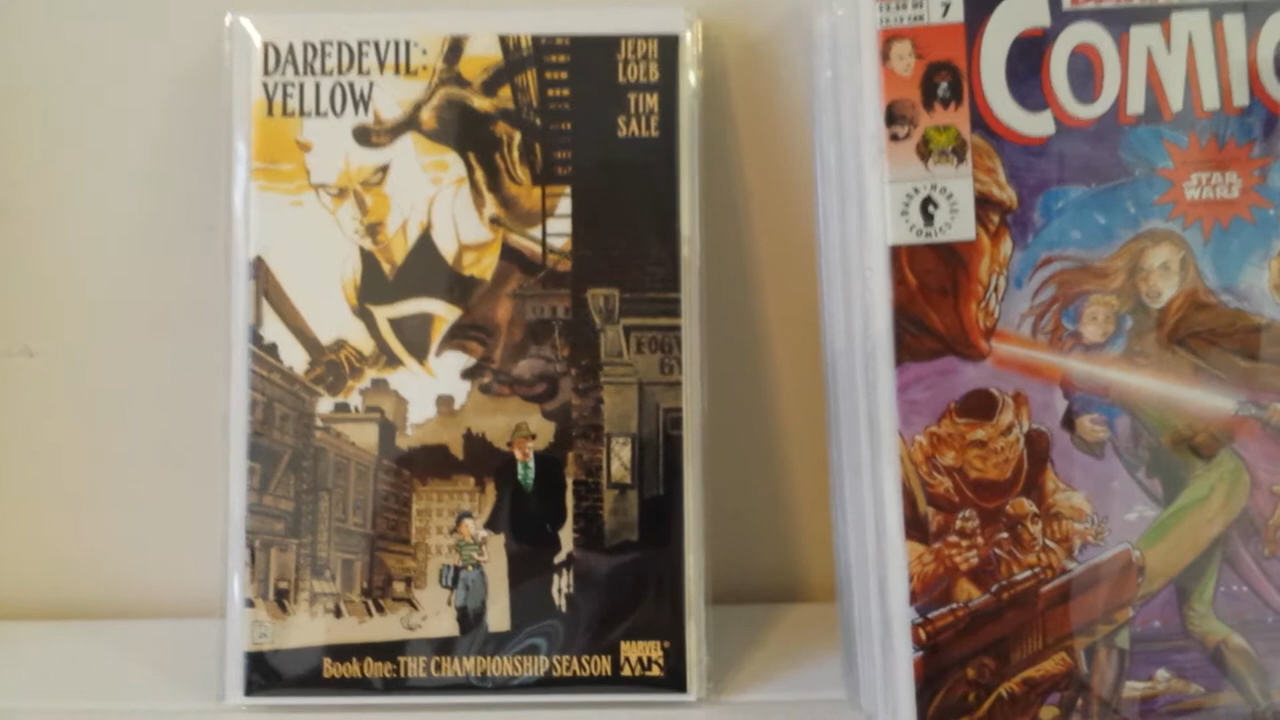 DAREDEVIL:
YELLOW
JEPH
LOEB
TIM
SALE
Book One: THE CHAMPIONSHIP SEASON
MARVEL
MK
7
COMIC
STAR
WARS
DARK HORSE
COMICS